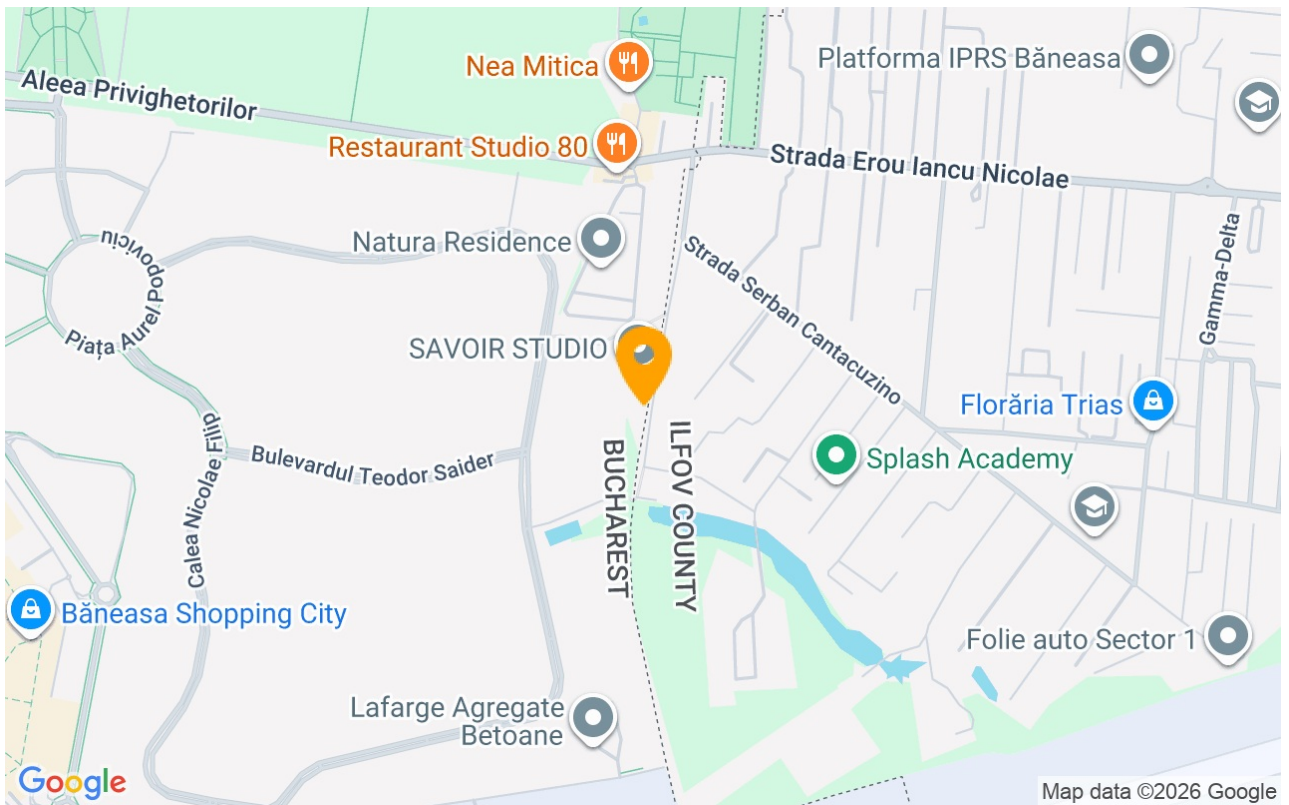 Nea Mitica
Platforma IPRS Băneasa
Aleea Privighetorilor
Restaurant Studio 80
Strada Erou Iancu Nicolae
Natura Residence
Strada Serban Cantacuzino
Gamma-Delta
Piața Aurel Popoviciu
SAVOIR STUDIO
Florăria Trias
Calea Nicolae Filip
Bulevardul Teodor Saider
BUCHAREST
ILFOV COUNTY
Splash Academy
Băneasa Shopping City
Folie auto Sector 1
Lafarge Agregate
Betoane
Google
Map data ©2026 Google